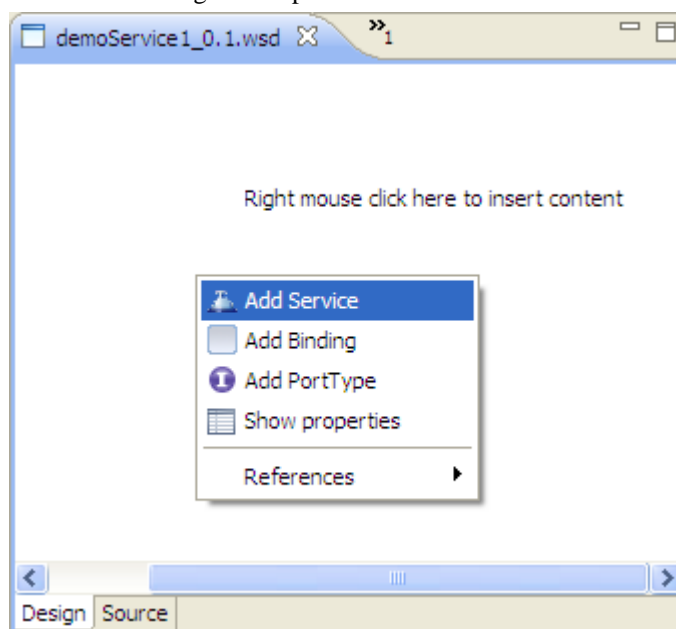 demoService1_0.1.wsd
»1
Right mouse click here to insert content
Add Service
Add Binding
Add PortType
Show properties
References
Design Source